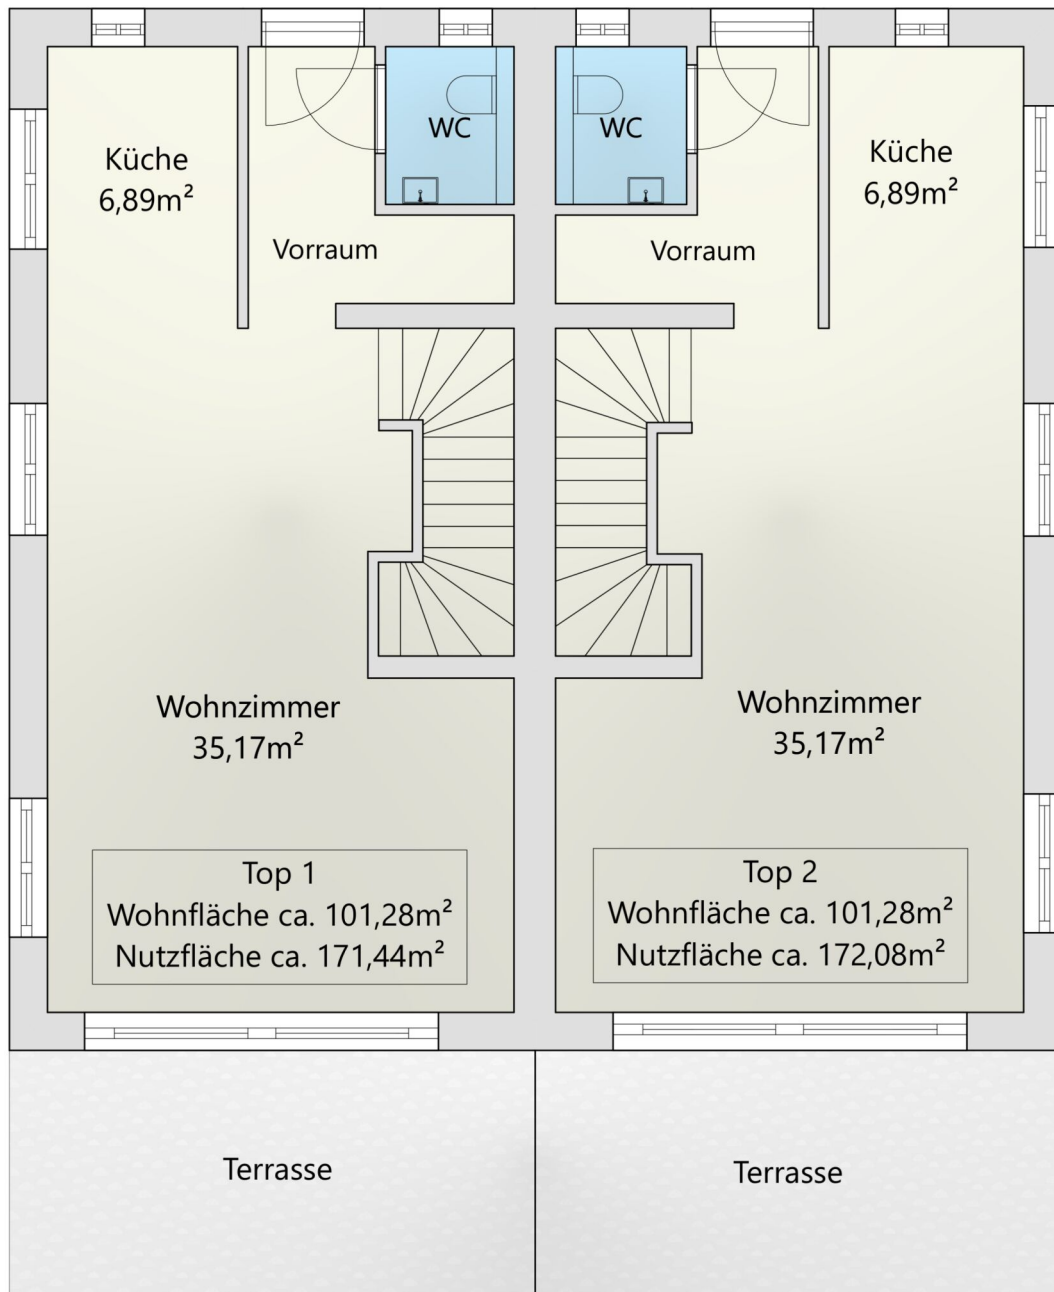 WC
WC
Küche
6,89m²
Küche
6,89m²
Vorraum
Vorraum
Wohnzimmer
35,17m²
Wohnzimmer
35,17m²
Top 1
Wohnfläche ca. 101,28m²
Nutzfläche ca. 171,44m²
Top 2
Wohnfläche ca. 101,28m²
Nutzfläche ca. 172,08m²
Terrasse
Terrasse